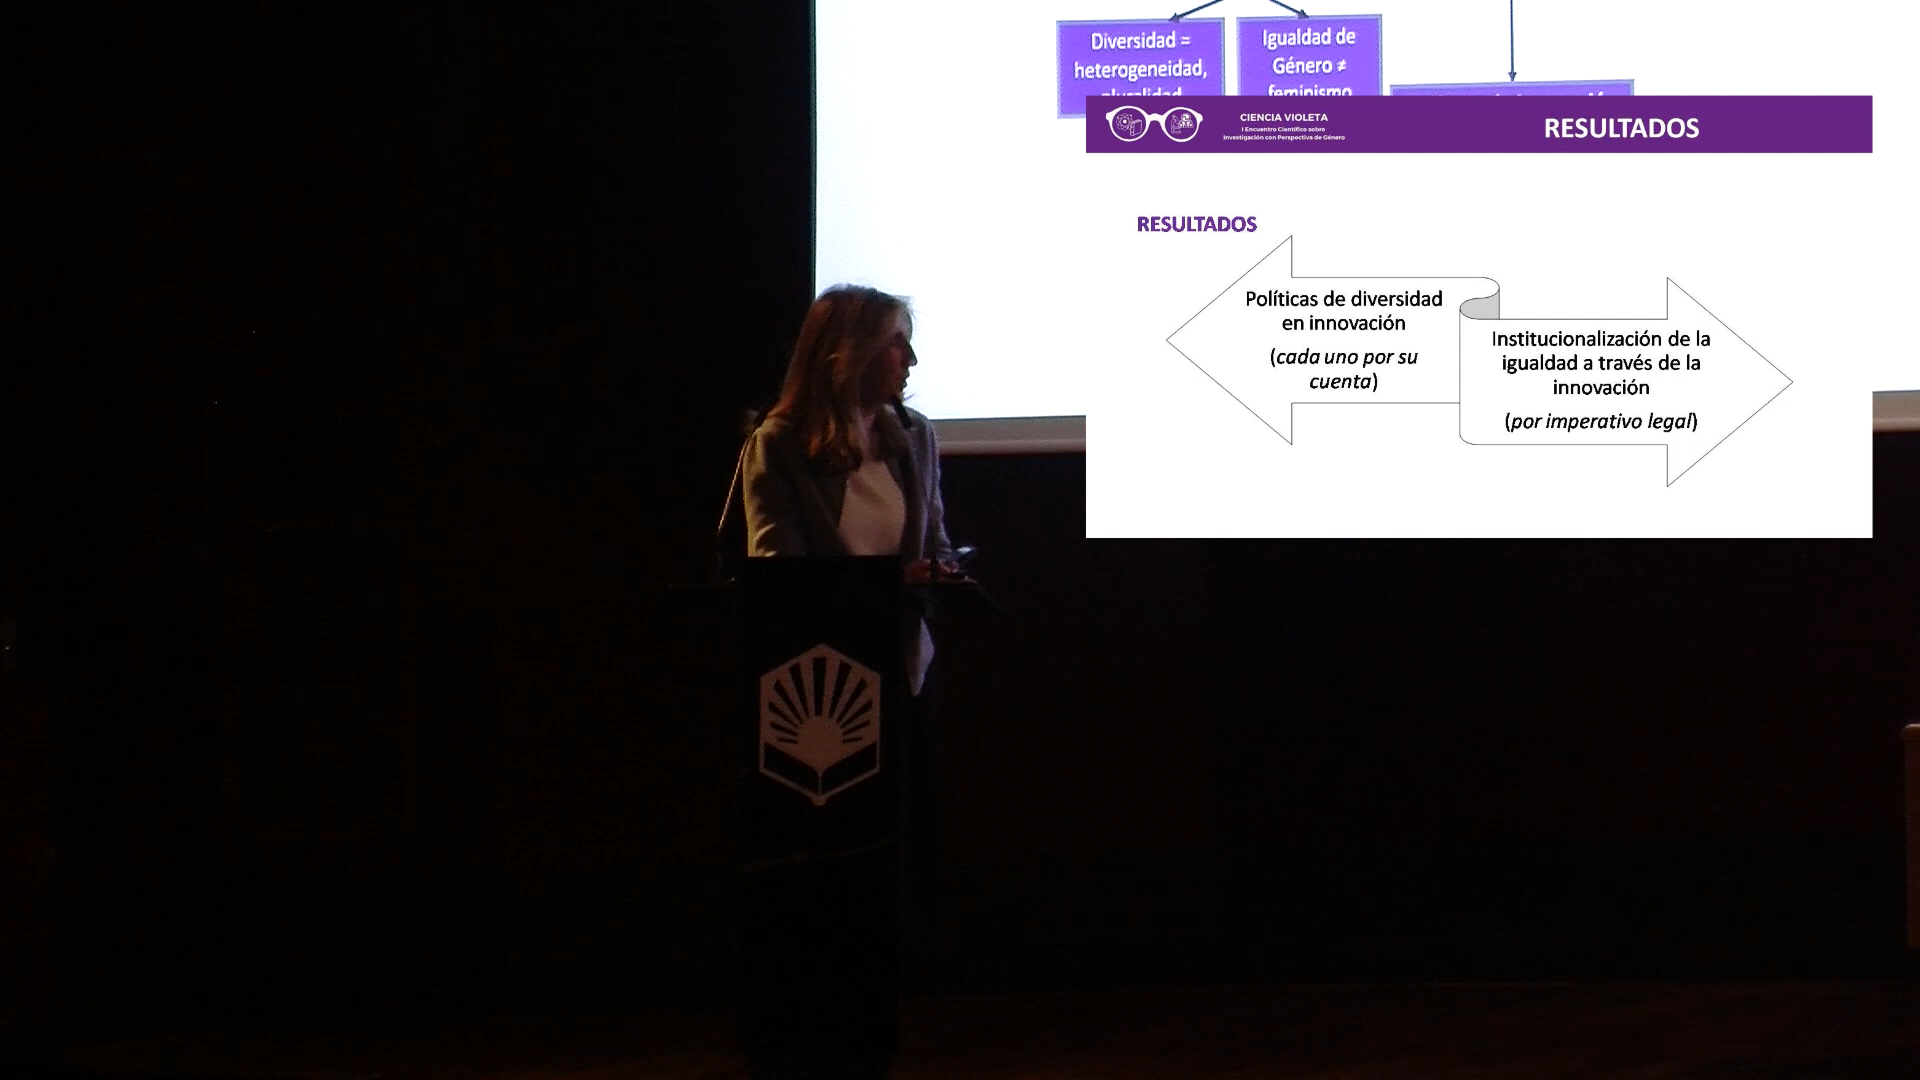 Diversidad =
heterogeneidad,
pluralidad
Igualdad de
Género ≠
feminismo
CIENCIA VIOLETA
I Encuentro Científico sobre
Investigación con Perspectiva de Género
RESULTADOS
RESULTADOS
Políticas de diversidad
en innovación
(cada uno por su
cuenta)
Institucionalización de la
igualdad a través de la
innovación
(por imperativo legal)